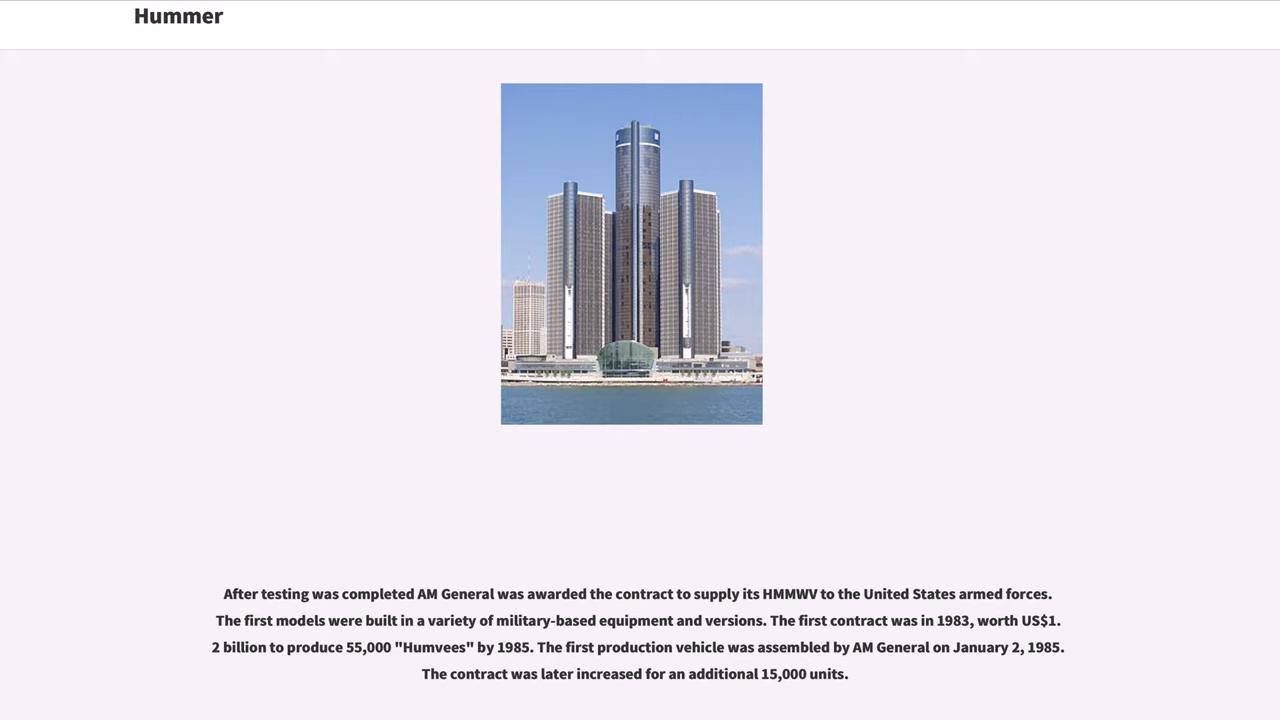 Hummer
After testing was completed AM General was awarded the contract to supply its HMMWV to the United States armed forces.
The first models were built in a variety of military-based equipment and versions. The first contract was in 1983, worth US$1.
2 billion to produce 55,000 "Humvees" by 1985. The first production vehicle was assembled by AM General on January 2, 1985.
The contract was later increased for an additional 15,000 units.